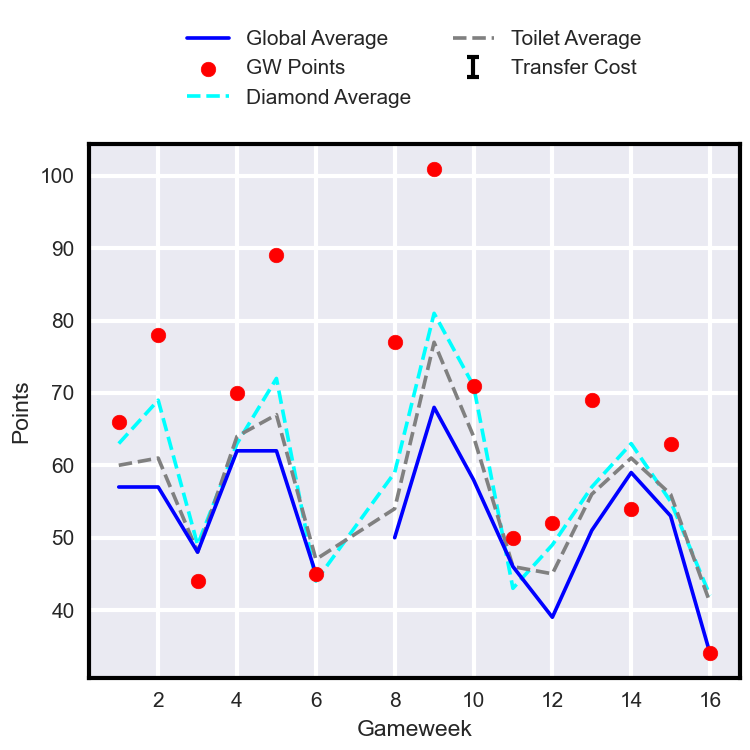 Global Average
GW Points
Diamond Average
Toilet Average
Transfer Cost
100
90
80
70
60
50
40
Points
2 4 6 8 10 12 14 16
Gameweek